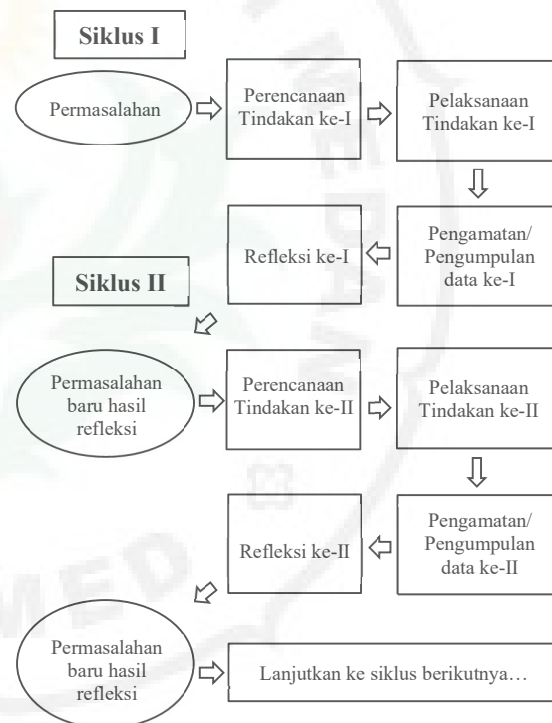 Siklus I
Permasalahan
Perencanaan
Tindakan ke-I
Pelaksanaan
Tindakan ke-I
Refleksi ke-I
Pengamatan/
Pengumpulan
data ke-I
Siklus II
Permasalahan
baru hasil
refleksi
Perencanaan
Tindakan ke-II
Pelaksanaan
Tindakan ke-II
Refleksi ke-II
Pengamatan/
Pengumpulan
data ke-II
Permasalahan
baru hasil
refleksi
Lanjutkan ke siklus berikutnya…
MEDAN
MED